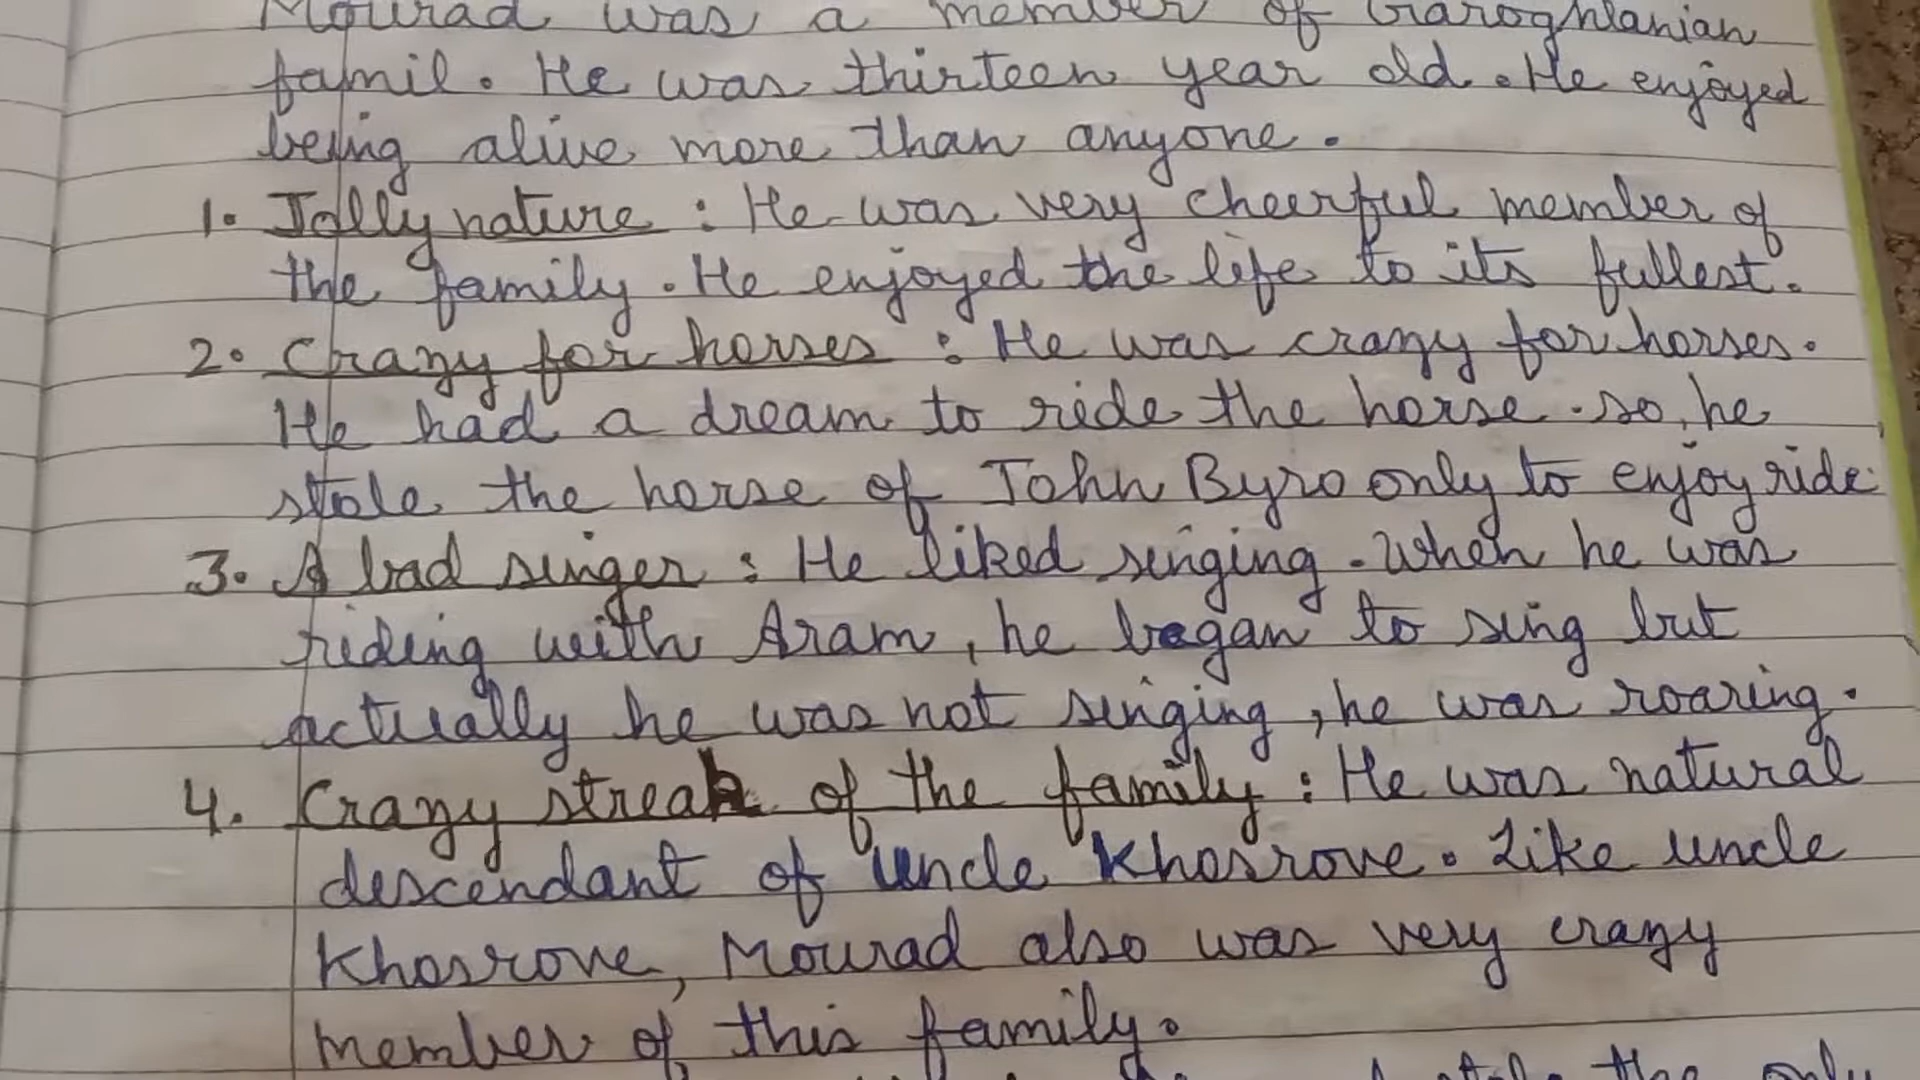 Mourad was a member of Garoghlanian
famil. He was thirteen year old. He enjoyed
being alive more than anyone.
1. Jolly nature : He was very cheerful member of
the family. He enjoyed the life to its fullest.
2. Crazy for horses : He was crazy for horses.
He had a dream to ride the horse. so, he
stole the horse of John Byro only to enjoy ride.
3. A bad singer : He liked singing. When he was
riding with Aram, he began to sing but
actually he was not singing, he was roaring.
4. Crazy streak of the family : He was natural
descendant of uncle Khosrove. Like uncle
Khosrove, Mourad also was very crazy
member of this family.
the only